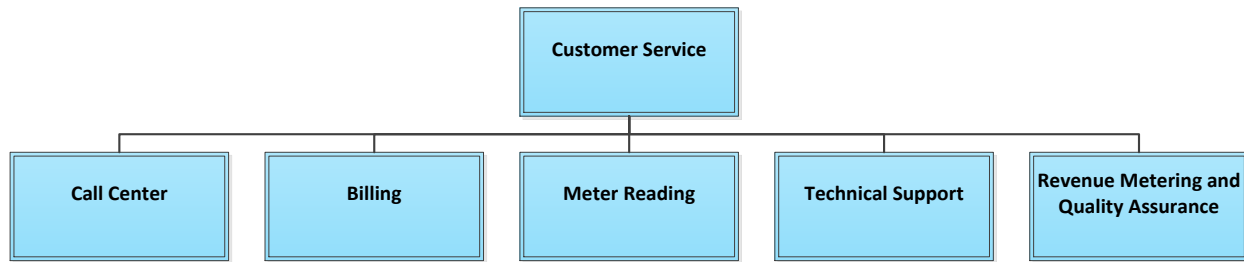 Customer Service
Call Center
Billing
Meter Reading
Technical Support
Revenue Metering and
Quality Assurance